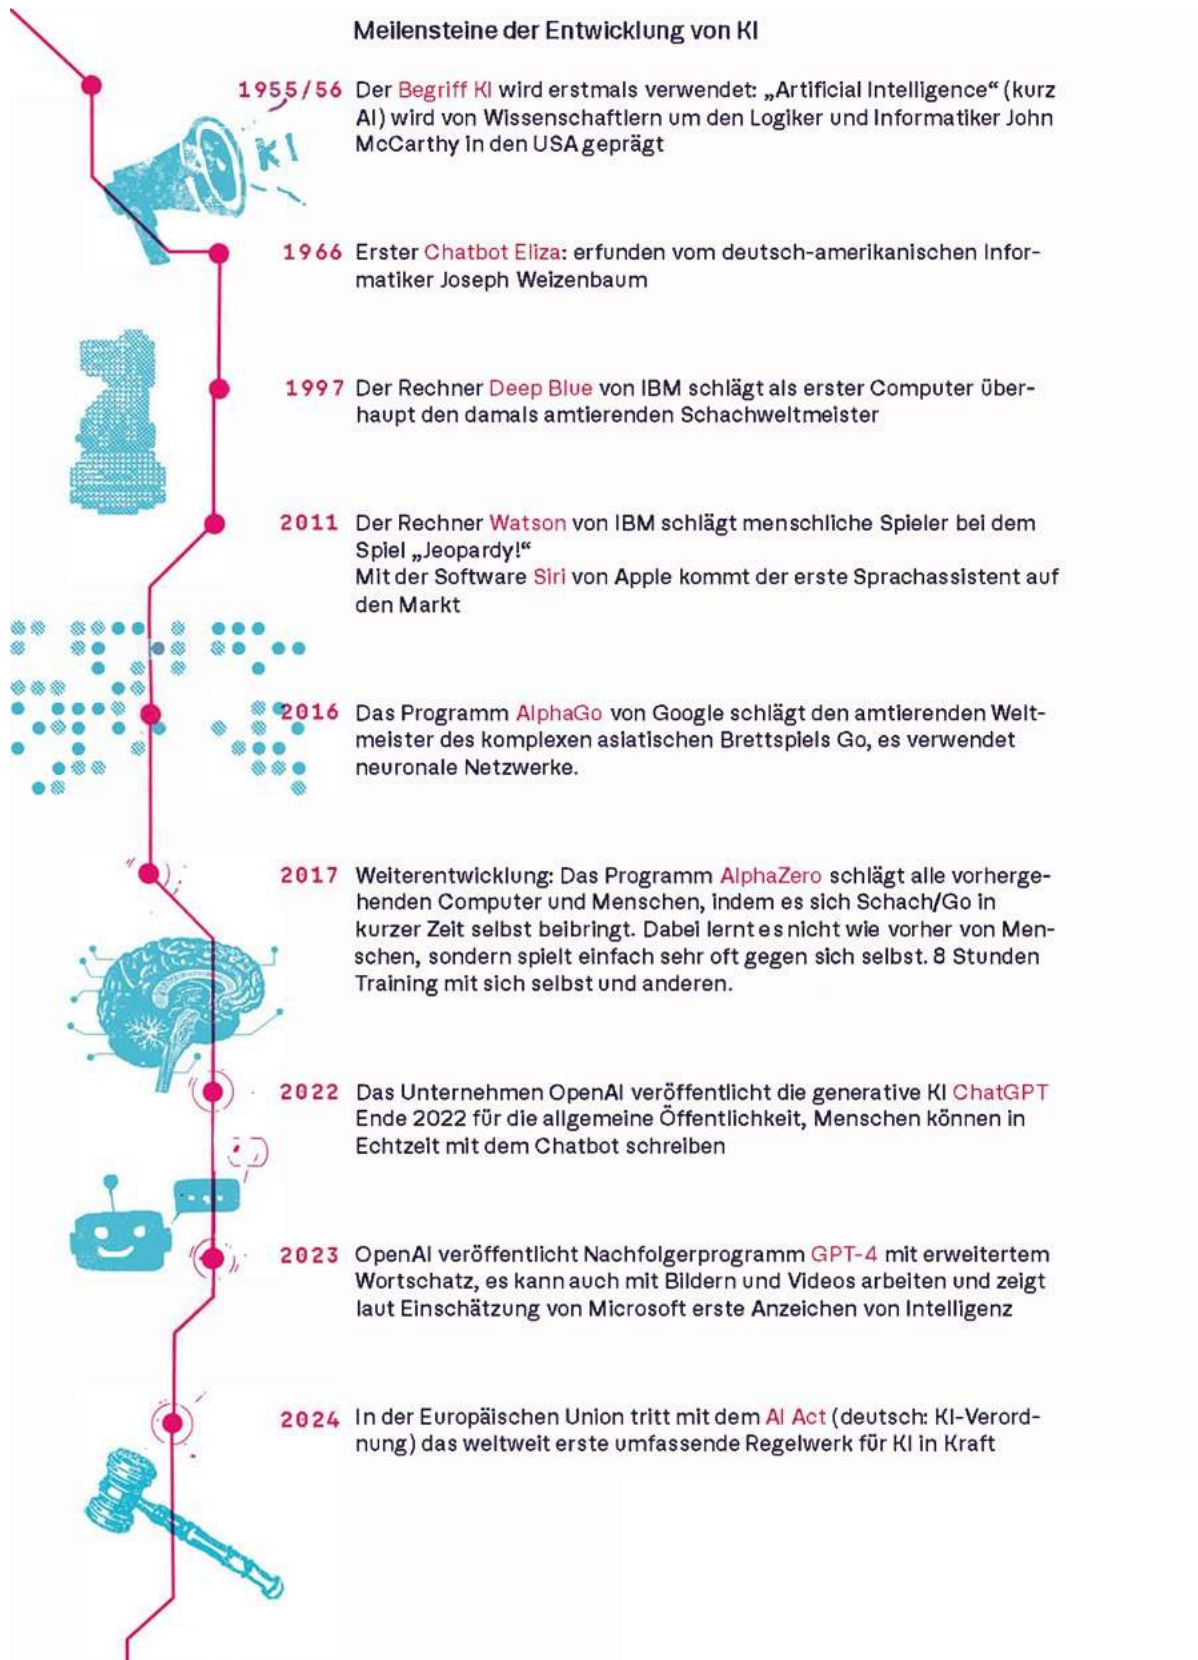 Meilensteine der Entwicklung von KI
1955/56 Der Begriff KI wird erstmals verwendet: „Artificial Intelligence“ (kurz
AI) wird von Wissenschaftlern um den Logiker und Informatiker John
McCarthy in den USA geprägt
KI
1966 Erster Chatbot Eliza: erfunden vom deutsch-amerikanischen Infor-
matiker Joseph Weizenbaum
1997 Der Rechner Deep Blue von IBM schlägt als erster Computer über-
haupt den damals amtierenden Schachweltmeister
2011 Der Rechner Watson von IBM schlägt menschliche Spieler bei dem
Spiel „Jeopardy!“
Mit der Software Siri von Apple kommt der erste Sprachassistent auf
den Markt
2016 Das Programm AlphaGo von Google schlägt den amtierenden Welt-
meister des komplexen asiatischen Brettspiels Go, es verwendet
neuronale Netzwerke.
2017 Weiterentwicklung: Das Programm AlphaZero schlägt alle vorherge-
henden Computer und Menschen, indem es sich Schach/Go in
kurzer Zeit selbst beibringt. Dabei lernt es nicht wie vorher von Men-
schen, sondern spielt einfach sehr oft gegen sich selbst. 8 Stunden
Training mit sich selbst und anderen.
2022 Das Unternehmen OpenAI veröffentlicht die generative KI ChatGPT
Ende 2022 für die allgemeine Öffentlichkeit, Menschen können in
Echtzeit mit dem Chatbot schreiben
2023 OpenAI veröffentlicht Nachfolgerprogramm GPT-4 mit erweitertem
Wortschatz, es kann auch mit Bildern und Videos arbeiten und zeigt
laut Einschätzung von Microsoft erste Anzeichen von Intelligenz
2024 In der Europäischen Union tritt mit dem AI Act (deutsch: KI-Verord-
nung) das weltweit erste umfassende Regelwerk für KI in Kraft